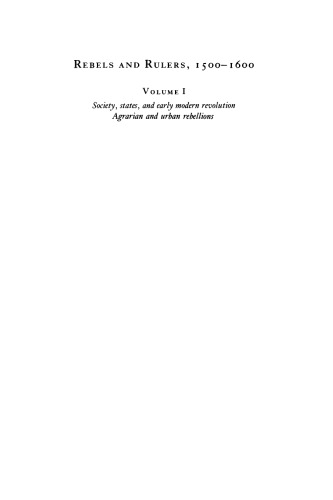 REBELS AND RULERS, 1500–1600
VOLUME I
Society, states, and early modern revolution
Agrarian and urban rebellions